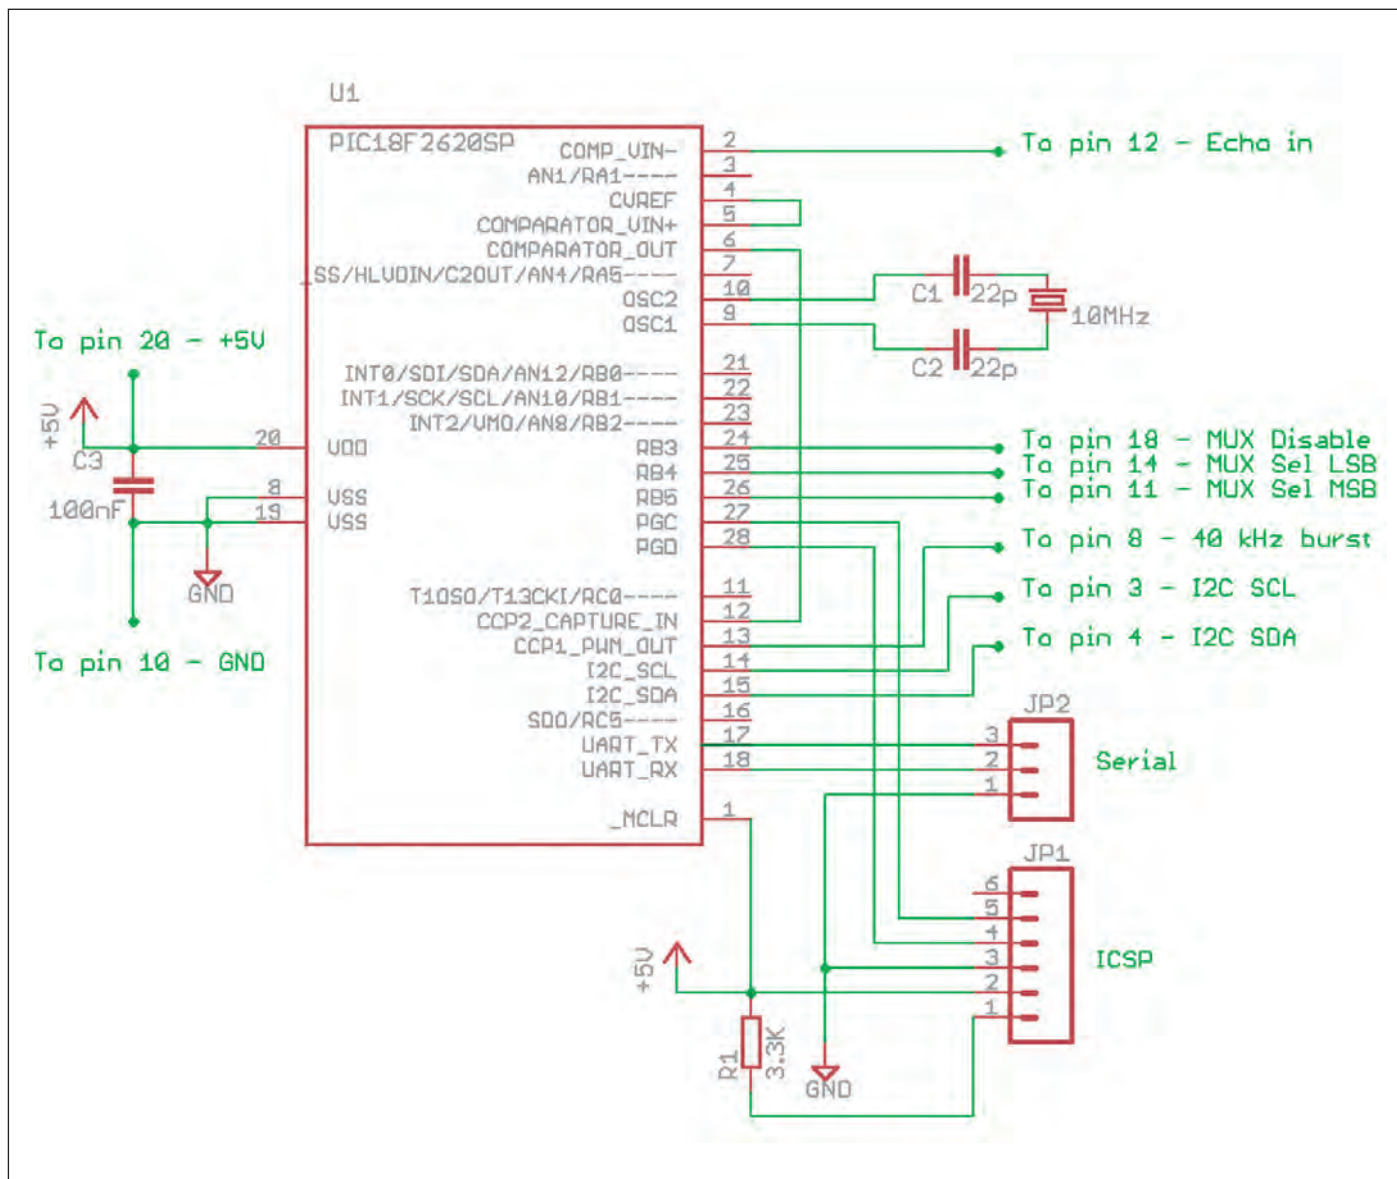 U1
PIC18F2620SP
COMP_VIN- 2 To pin 12 - Echo in
AN1/RA1---- 3
CVREF 4
COMPARATOR_VIN+ 5
COMPARATOR_OUT 6
_SS/HLVDIN/C2OUT/AN4/RA5---- 7
OSC2 10
OSC1 9
C1 22p
10MHz
C2 22p
To pin 20 - +5V
+5V
INT0/SDI/SDA/AN12/RB0---- 21
INT1/SCK/SCL/AN10/RB1---- 22
INT2/VMO/AN8/RB2---- 23
20 VDD
RB3 24 To pin 18 - MUX Disable
C3
RB4 25 To pin 14 - MUX Sel LSB
100nF
8 VSS
RB5 26 To pin 11 - MUX Sel MSB
19 VSS
PGC 27
PGD 28 To pin 8 - 40 kHz burst
GND
T1OSO/T13CKI/RC0---- 11 To pin 3 - I2C SCL
CCP2_CAPTURE_IN 12
To pin 10 - GND
CCP1_PWM_OUT 13 To pin 4 - I2C SDA
I2C_SCL 14
I2C_SDA 15
SDO/RC5---- 16
UART_TX 17
UART_RX 18
_MCLR 1
JP2
3
2
1
Serial
JP1
6
5
4
3
2
1
ICSP
+5V
R1
3.3K
GND